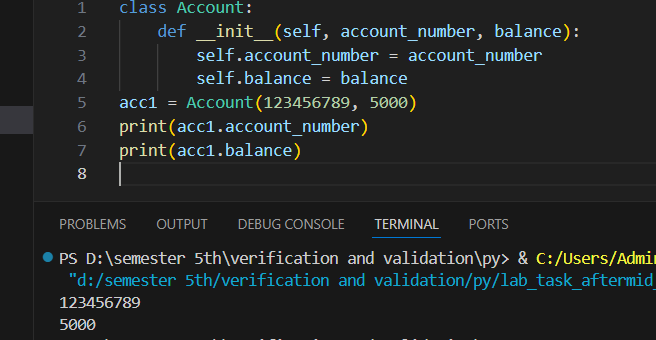 1 class Account:
2 def __init__(self, account_number, balance):
3 self.account_number = account_number
4 self.balance = balance
5 acc1 = Account(123456789, 5000)
6 print(acc1.account_number)
7 print(acc1.balance)
8
PROBLEMS OUTPUT DEBUG CONSOLE TERMINAL PORTS
PS D:\semester 5th\verification and validation\py> & C:/Users/Admin
"d:/semester 5th/verification and validation/py/lab_task_aftermid_
123456789
5000